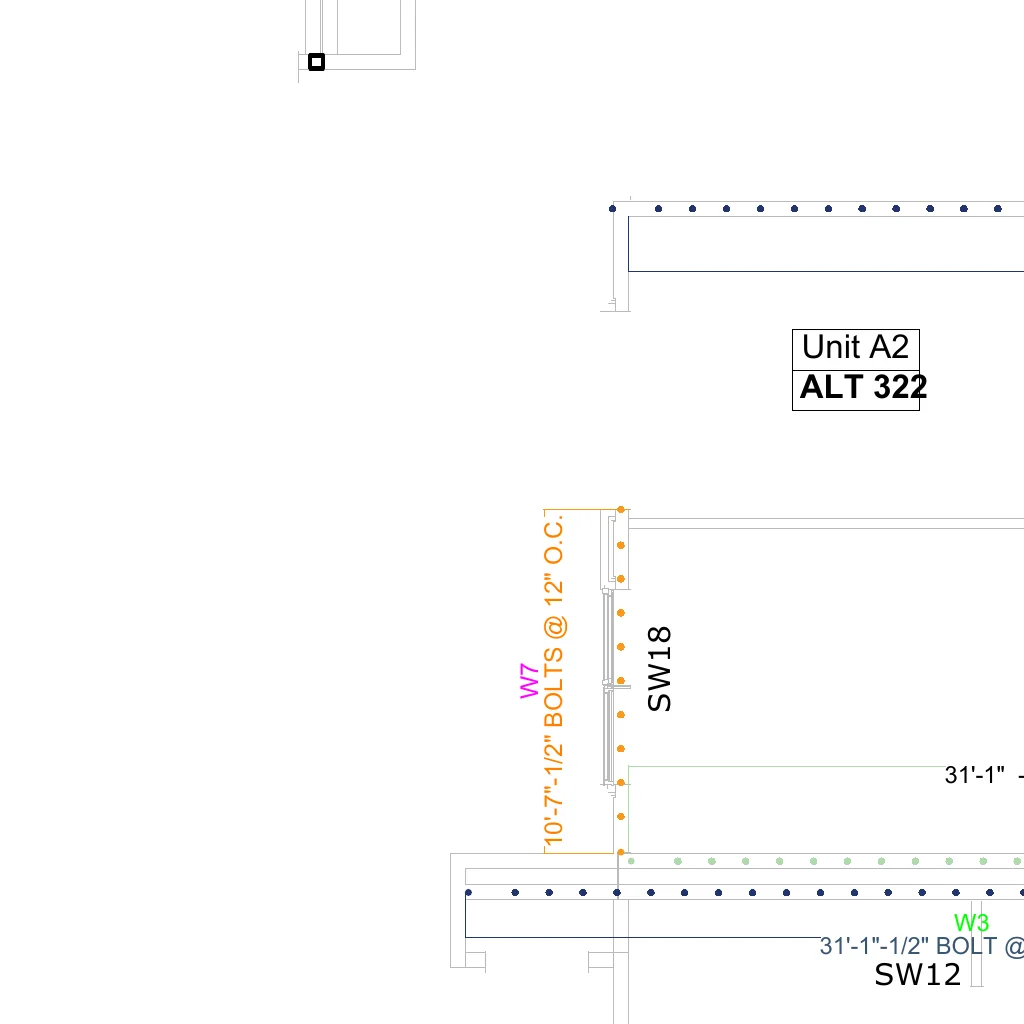 Unit A2
ALT 322
W7
10'-7"-1/2" BOLTS @ 12" O.C.
SW18
31'-1" -
W3
31'-1"-1/2" BOLT @
SW12